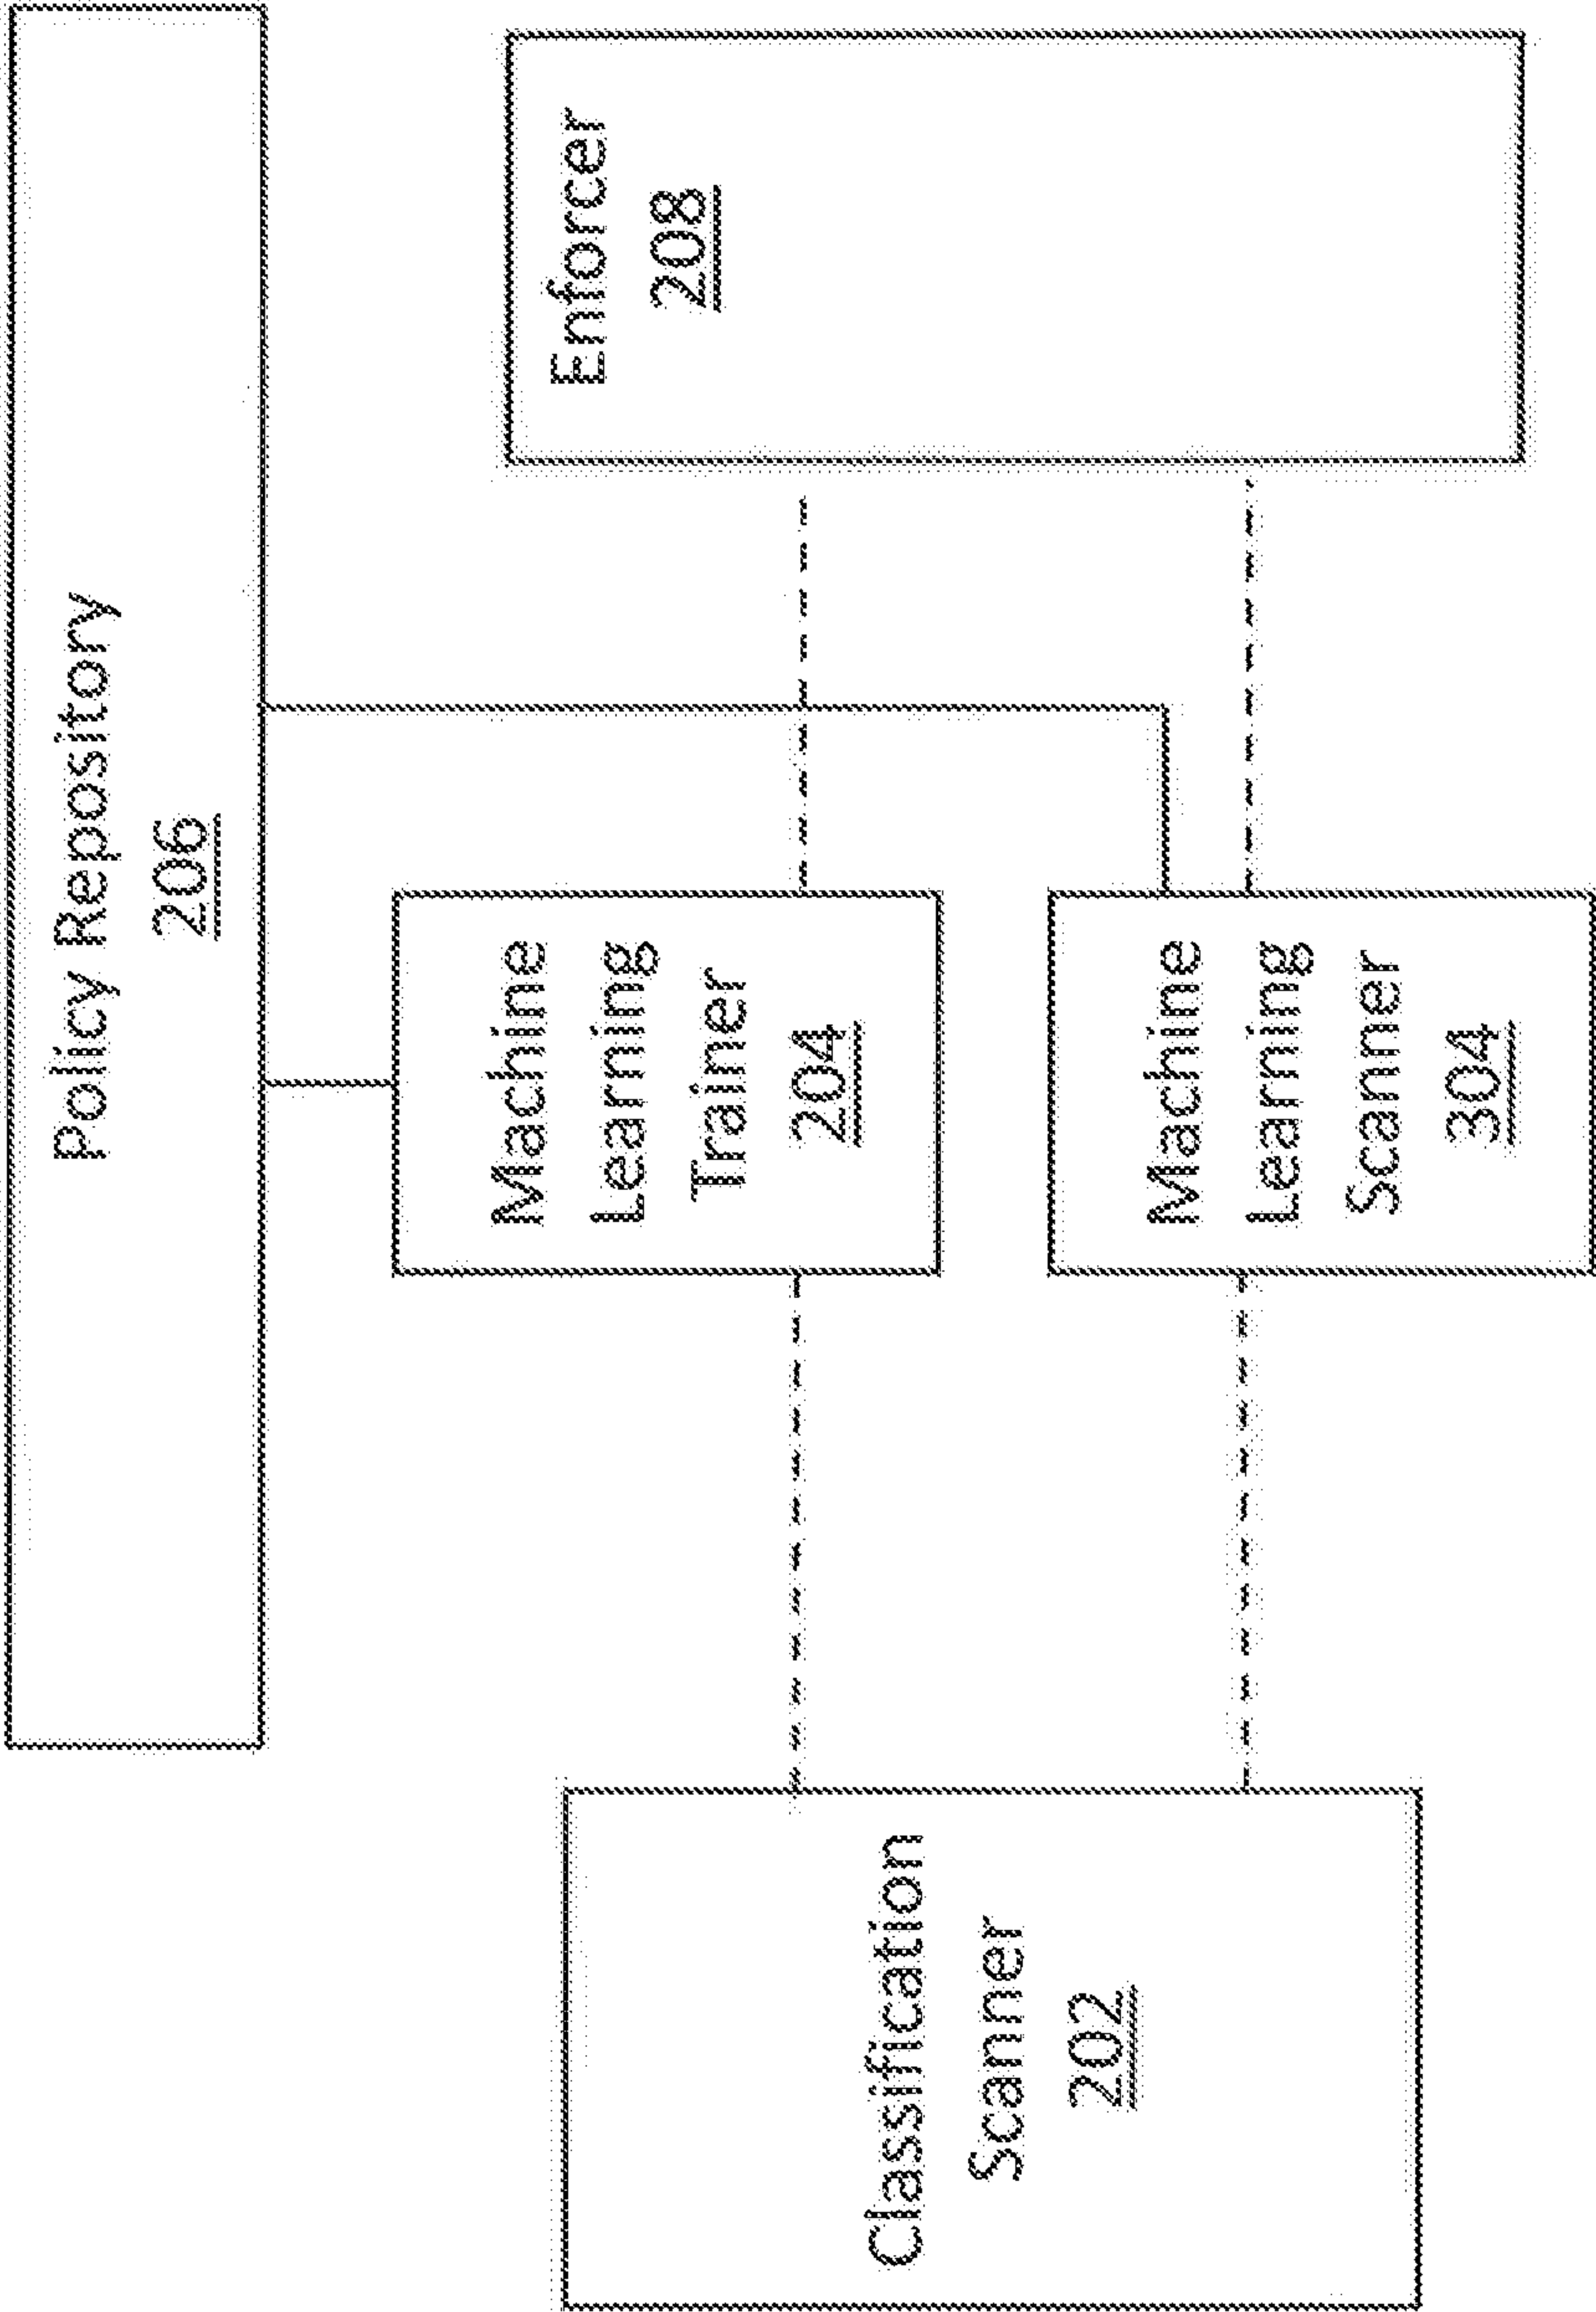 Policy Repository
206
Classification
Scanner
202
Machine
Learning
Trainer
204
Machine
Learning
Scanner
304
Enforcer
208